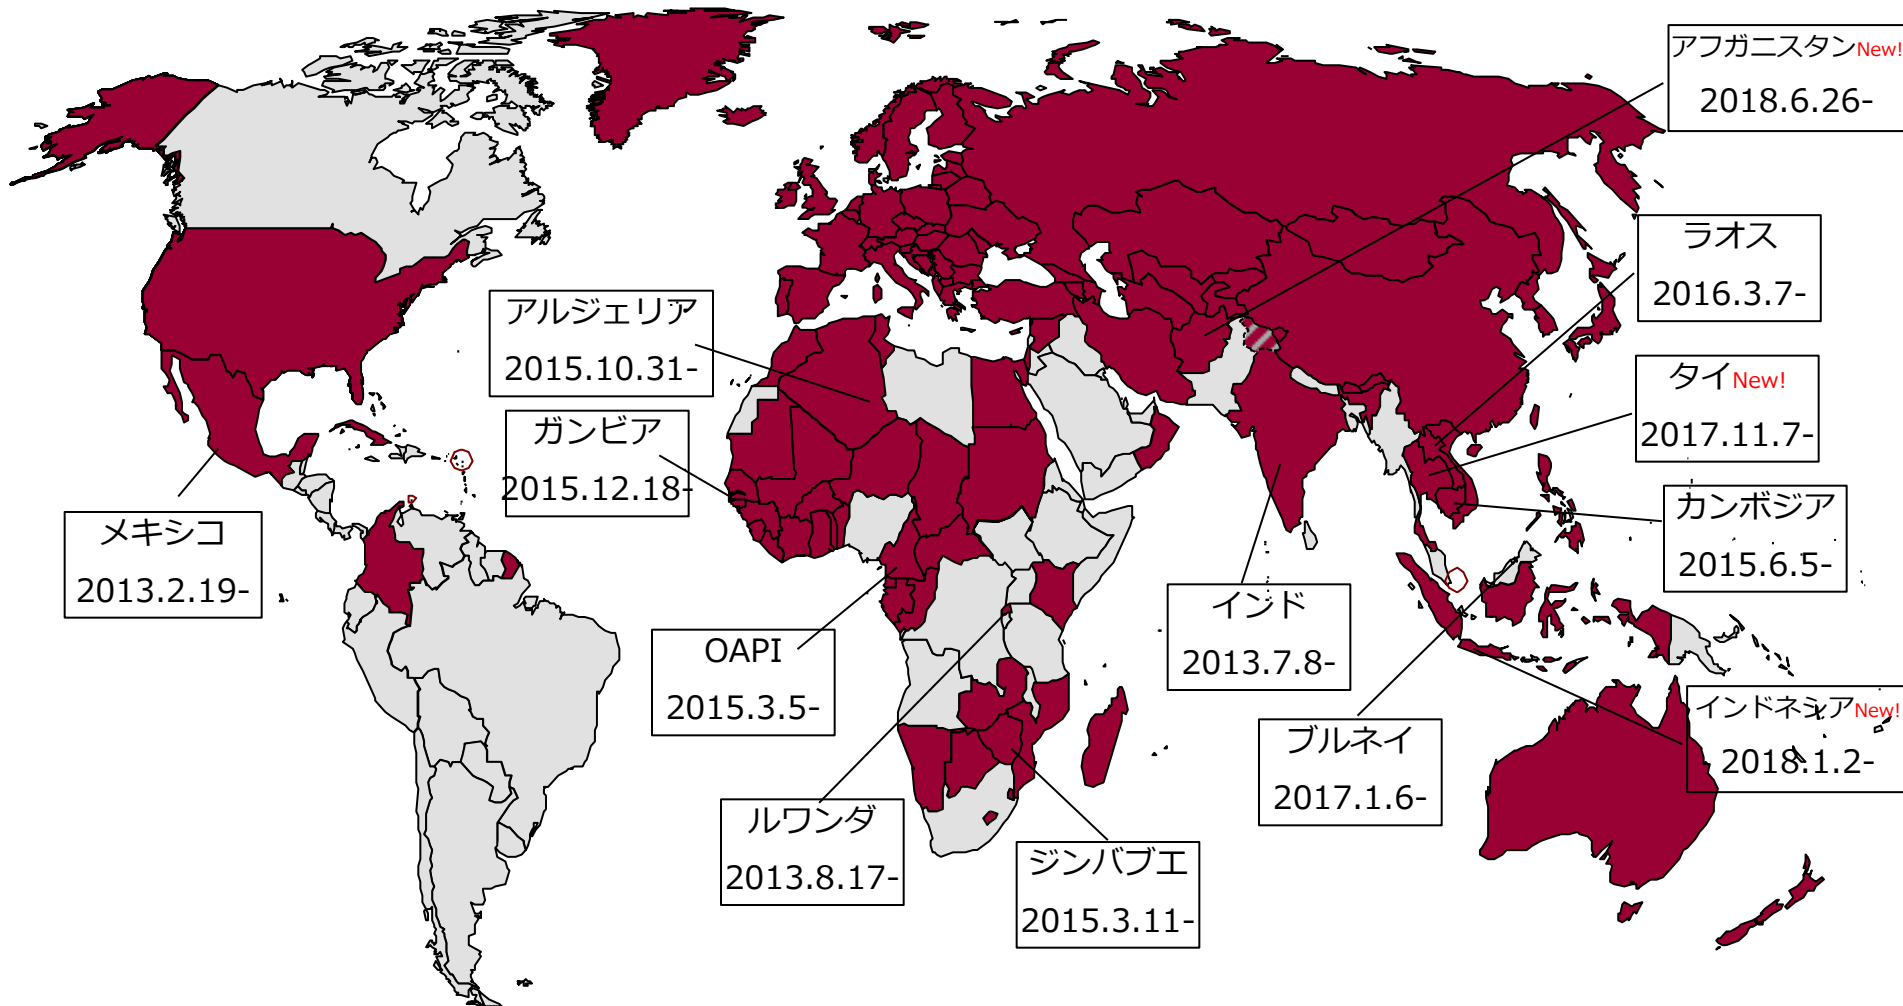 アフガニスタンNew!
2018.6.26-
ラオス
2016.3.7-
アルジェリア
2015.10.31-
タイNew!
2017.11.7-
ガンビア
2015.12.18-
カンボジア
2015.6.5-
メキシコ
2013.2.19-
インド
2013.7.8-
OAPI
2015.3.5-
インドネシアNew!
2018.1.2-
ブルネイ
2017.1.6-
ルワンダ
2013.8.17-
ジンバブエ
2015.3.11-